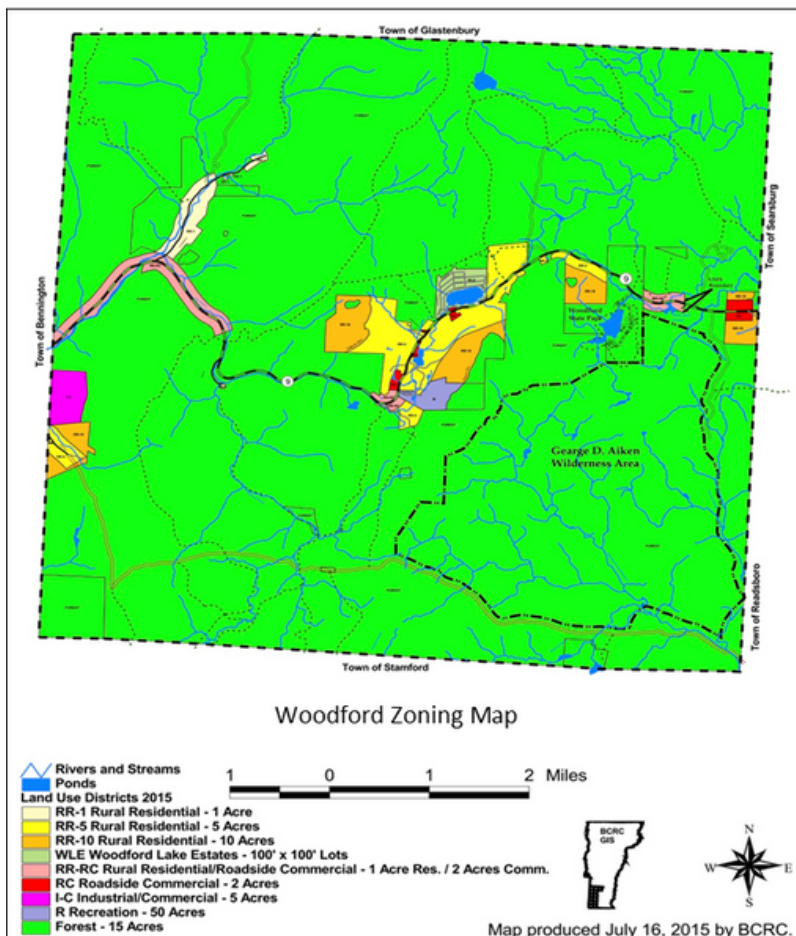 Town of Glastenbury
Town of Searsburg
Town of Bennington
FOREST
9
Woodford
State Park
9
Gearge D. Aiken
Wilderness Area
Town of Readsboro
Town of Stamford
Woodford Zoning Map
Rivers and Streams
Ponds
Land Use Districts 2015
RR-1 Rural Residential - 1 Acre
RR-5 Rural Residential - 5 Acres
RR-10 Rural Residential - 10 Acres
WLE Woodford Lake Estates - 100' x 100' Lots
RR-RC Rural Residential/Roadside Commercial - 1 Acre Res. / 2 Acres Comm.
RC Roadside Commercial - 2 Acres
I-C Industrial/Commercial - 5 Acres
R Recreation - 50 Acres
Forest - 15 Acres
1 0 1 2 Miles
BCRC
GIS
N
W E
S
Map produced July 16, 2015 by BCRC.